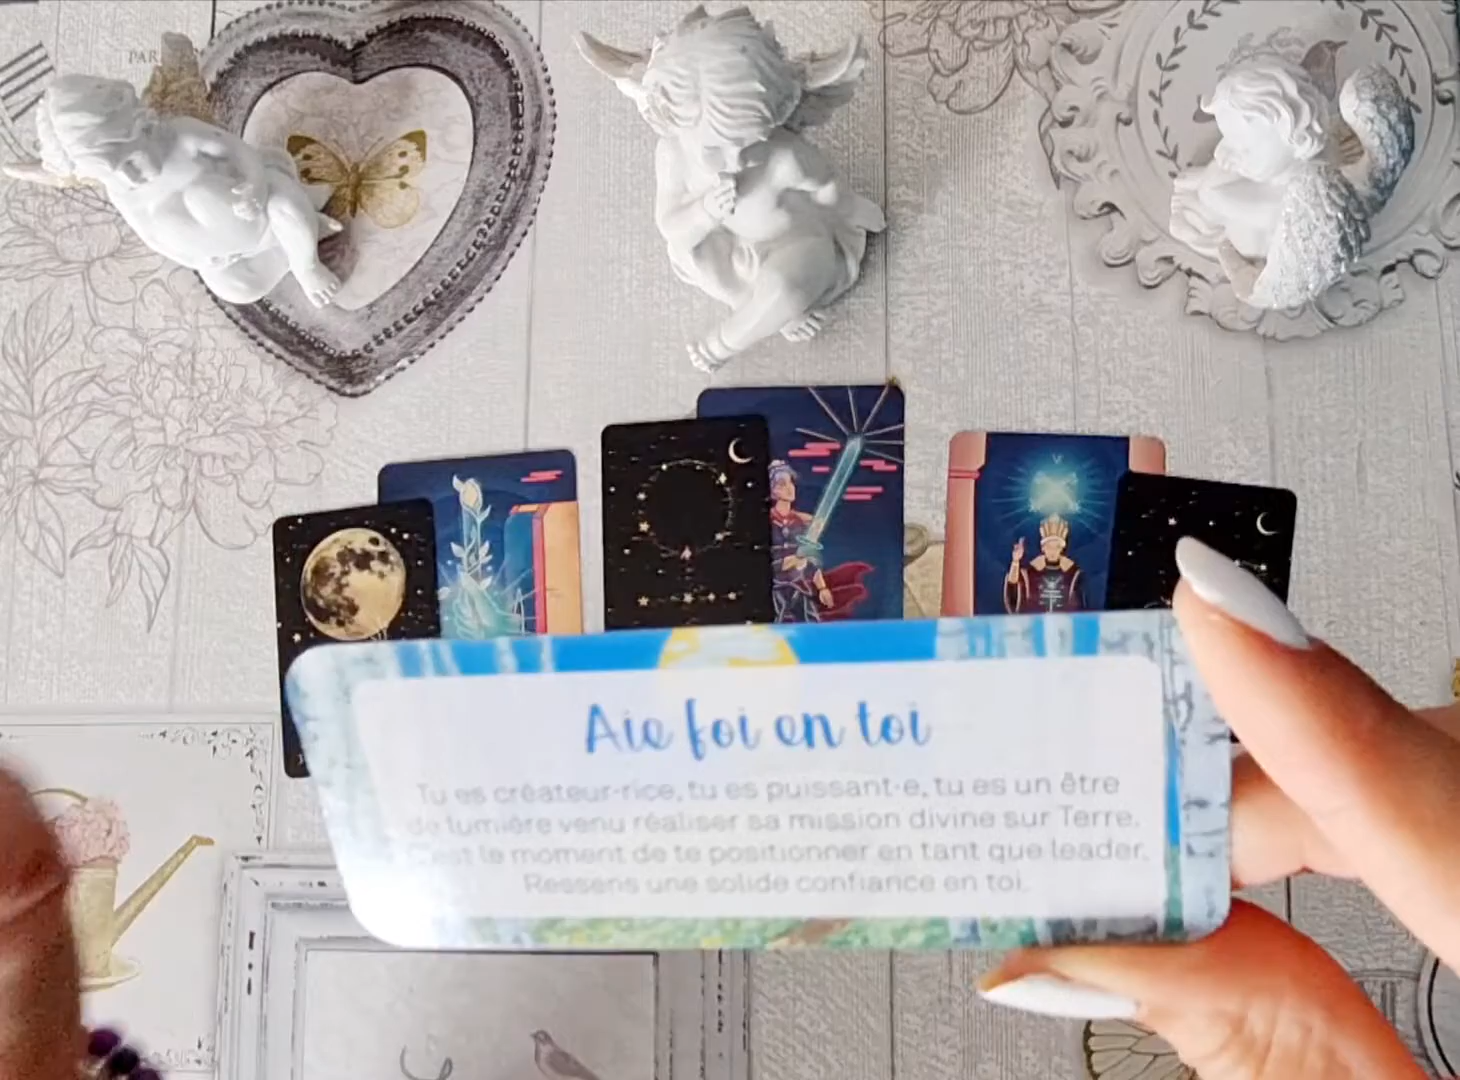 PAR
V
Aie foi en toi
Tu es créateur·rice, tu es puissant·e, tu es un être
de lumière venu réaliser sa mission divine sur Terre.
C'est le moment de te positionner en tant que leader.
Ressens une solide confiance en toi.